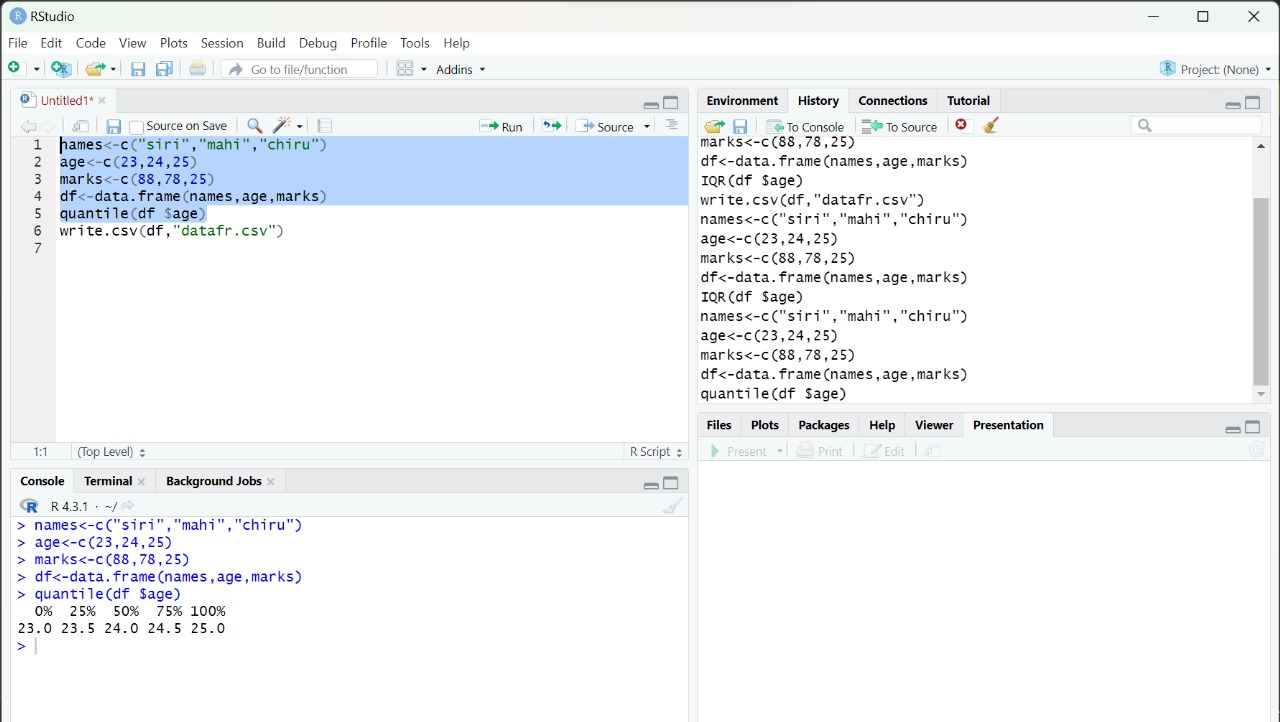 RStudio
File Edit Code View Plots Session Build Debug Profile Tools Help
Go to file/function Addins Project: (None)
Untitled1*
Source on Save Run Source
1 names<-c("siri","mahi","chiru")
2 age<-c(23,24,25)
3 marks<-c(88,78,25)
4 df<-data.frame(names,age,marks)
5 quantile(df $age)
6 write.csv(df,"datafr.csv")
7
1:1 (Top Level) R Script
Console Terminal Background Jobs
R 4.3.1 · ~/
> names<-c("siri","mahi","chiru")
> age<-c(23,24,25)
> marks<-c(88,78,25)
> df<-data.frame(names,age,marks)
> quantile(df $age)
0% 25% 50% 75% 100%
23.0 23.5 24.0 24.5 25.0
>
Environment History Connections Tutorial
To Console To Source
marks<-c(88,78,25)
df<-data.frame(names,age,marks)
IQR(df $age)
write.csv(df,"datafr.csv")
names<-c("siri","mahi","chiru")
age<-c(23,24,25)
marks<-c(88,78,25)
df<-data.frame(names,age,marks)
IQR(df $age)
names<-c("siri","mahi","chiru")
age<-c(23,24,25)
marks<-c(88,78,25)
df<-data.frame(names,age,marks)
quantile(df $age)
Files Plots Packages Help Viewer Presentation
Present Print Edit